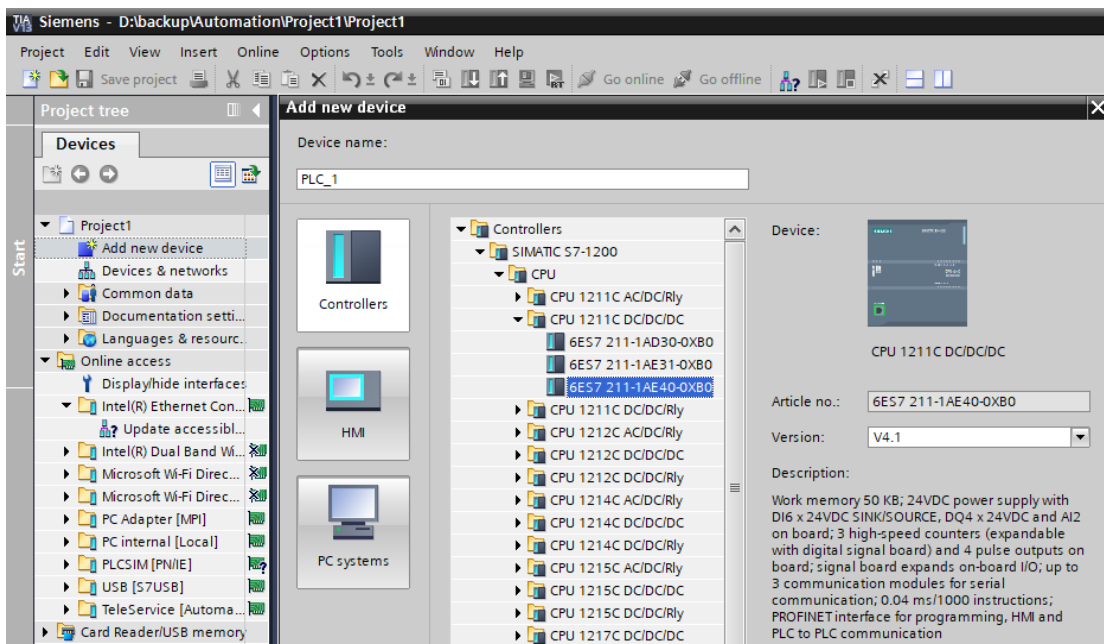 TIA V13 Siemens - D:\backup\Automation\Project1\Project1
Project Edit View Insert Online Options Tools Window Help
Save project Go online Go offline
Start
Project tree
Devices
Project1
Add new device
Devices & networks
Common data
Documentation setti...
Languages & resourc..
Online access
Display/hide interfaces
Intel(R) Ethernet Con...
Update accessibl...
Intel(R) Dual Band Wi...
Microsoft Wi-Fi Direc...
Microsoft Wi-Fi Direc...
PC Adapter [MPI]
PC internal [Local]
PLCSIM [PN/IE]
USB [S7USB]
TeleService [Automa...
Card Reader/USB memory
Add new device
Device name:
PLC_1
Controllers
HMI
PC systems
Controllers
SIMATIC S7-1200
CPU
CPU 1211C AC/DC/Rly
CPU 1211C DC/DC/DC
6ES7 211-1AD30-0XB0
6ES7 211-1AE31-0XB0
6ES7 211-1AE40-0XB0
CPU 1211C DC/DC/Rly
CPU 1212C AC/DC/Rly
CPU 1212C DC/DC/DC
CPU 1212C DC/DC/Rly
CPU 1214C AC/DC/Rly
CPU 1214C DC/DC/DC
CPU 1214C DC/DC/Rly
CPU 1215C AC/DC/Rly
CPU 1215C DC/DC/DC
CPU 1215C DC/DC/Rly
CPU 1217C DC/DC/DC
Device:
CPU 1211C DC/DC/DC
Article no.: 6ES7 211-1AE40-0XB0
Version: V4.1
Description:
Work memory 50 KB; 24VDC power supply with
DI6 x 24VDC SINK/SOURCE, DQ4 x 24VDC and AI2
on board; 3 high-speed counters (expandable
with digital signal board) and 4 pulse outputs on
board; signal board expands on-board I/O; up to
3 communication modules for serial
communication; 0.04 ms/1000 instructions;
PROFINET interface for programming, HMI and
PLC to PLC communication